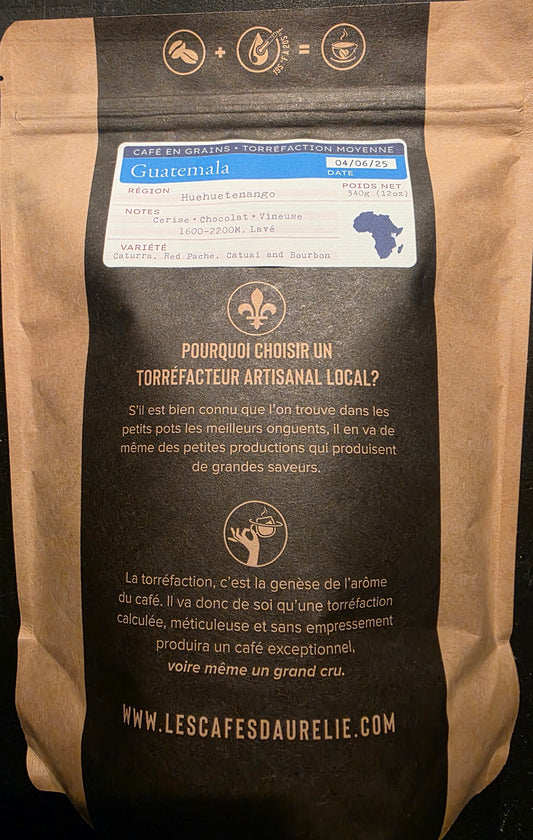 195°F À 205°
CAFÉ EN GRAINS • TORRÉFACTION MOYENNE
Guatemala
04/06/25
DATE
RÉGION
Huehuetenango
POIDS NET
340g (12oz)
NOTES
Cerise • Chocolat • Vineuse
1600-2200M, Lavé
VARIÉTÉ
Caturra, Red Pache, Catuai and Bourbon
POURQUOI CHOISIR UN
TORRÉFACTEUR ARTISANAL LOCAL?
S'il est bien connu que l'on trouve dans les
petits pots les meilleurs onguents, il en va de
même des petites productions qui produisent
de grandes saveurs.
La torréfaction, c'est la genèse de l'arôme
du café. Il va donc de soi qu'une torréfaction
calculée, méticuleuse et sans empressement
produira un café exceptionnel,
voire même un grand cru.
WWW.LESCAFESDAURELIE.COM